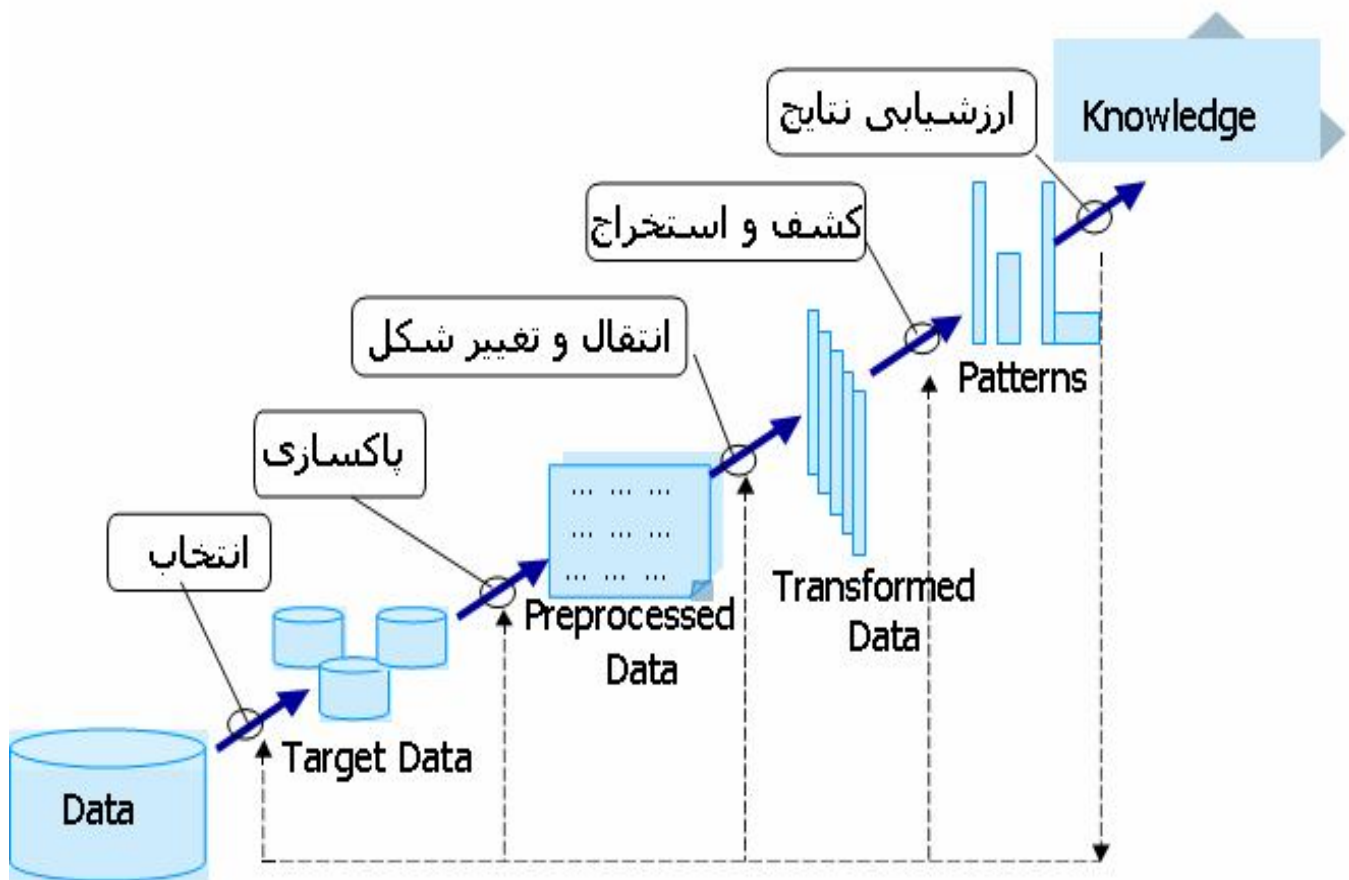 ارزشیابی نتایج
Knowledge
کشف و استخراج
انتقال و تغییر شکل
Patterns
پاکسازی
... ... ...
... ... ...
... ... ...
انتخاب
Transformed
Data
Preprocessed
Data
Target Data
Data